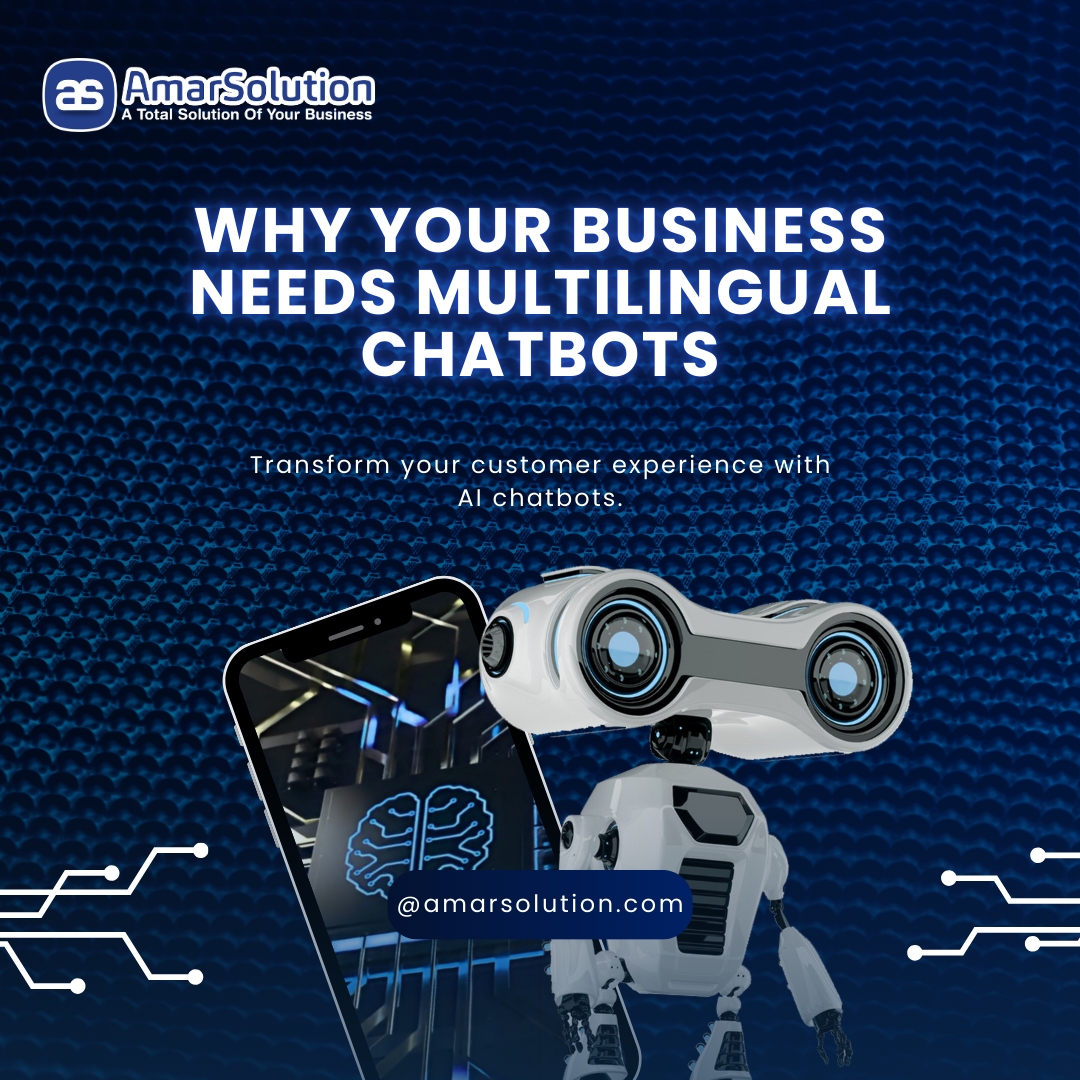 as
AmarSolution
A Total Solution Of Your Business
WHY YOUR BUSINESS
NEEDS MULTILINGUAL
CHATBOTS
Transform your customer experience with
AI chatbots.
@amarsolution.com